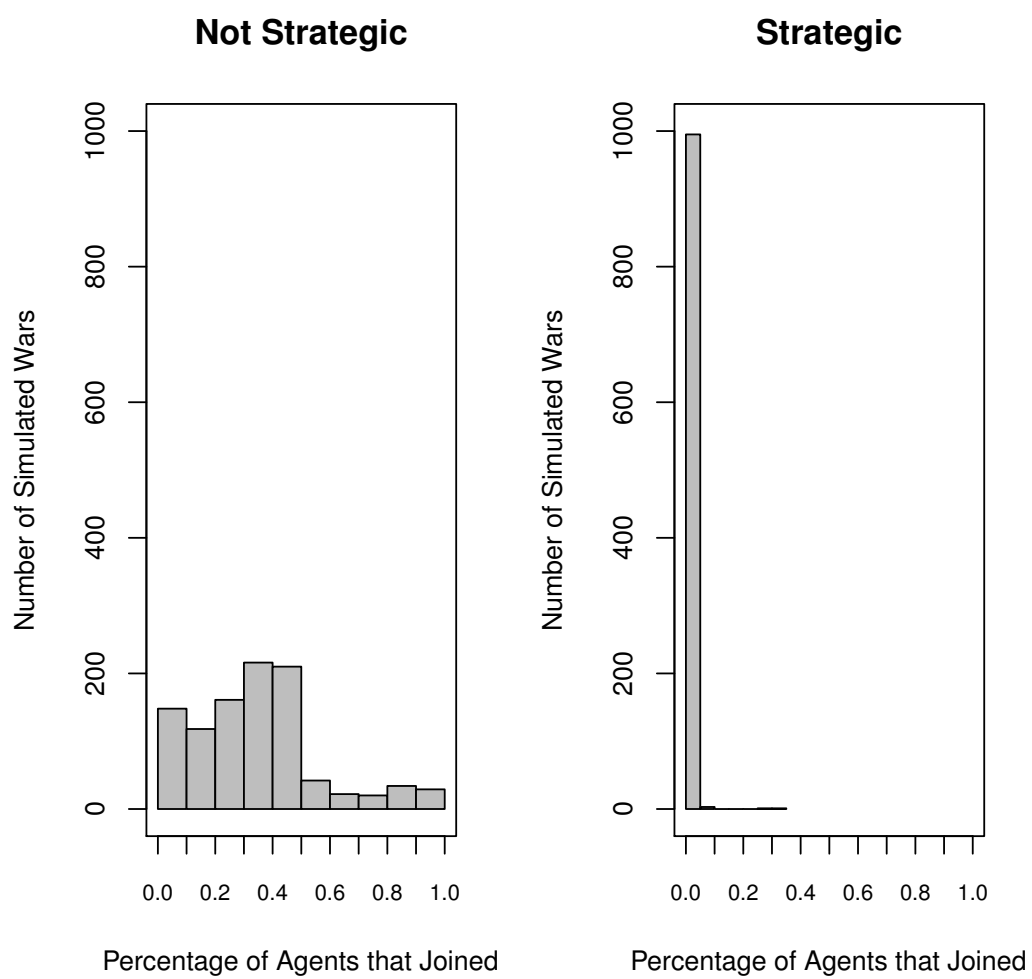 Not Strategic
Number of Simulated Wars
1000
800
600
400
200
0
0.0 0.2 0.4 0.6 0.8 1.0
Percentage of Agents that Joined
Strategic
Number of Simulated Wars
1000
800
600
400
200
0
0.0 0.2 0.4 0.6 0.8 1.0
Percentage of Agents that Joined